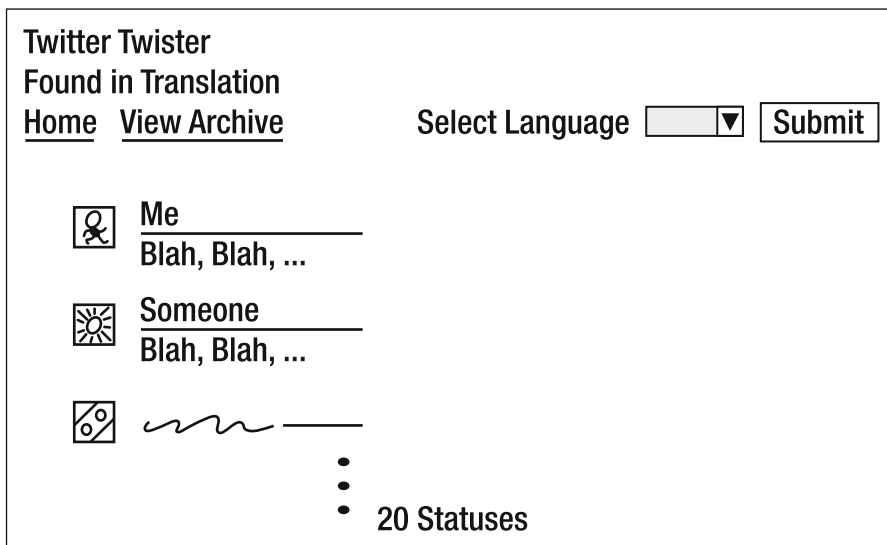 Twitter Twister
Found in Translation
Home View Archive Select Language Submit
Me
Blah, Blah, ...
Someone
Blah, Blah, ...
20 Statuses